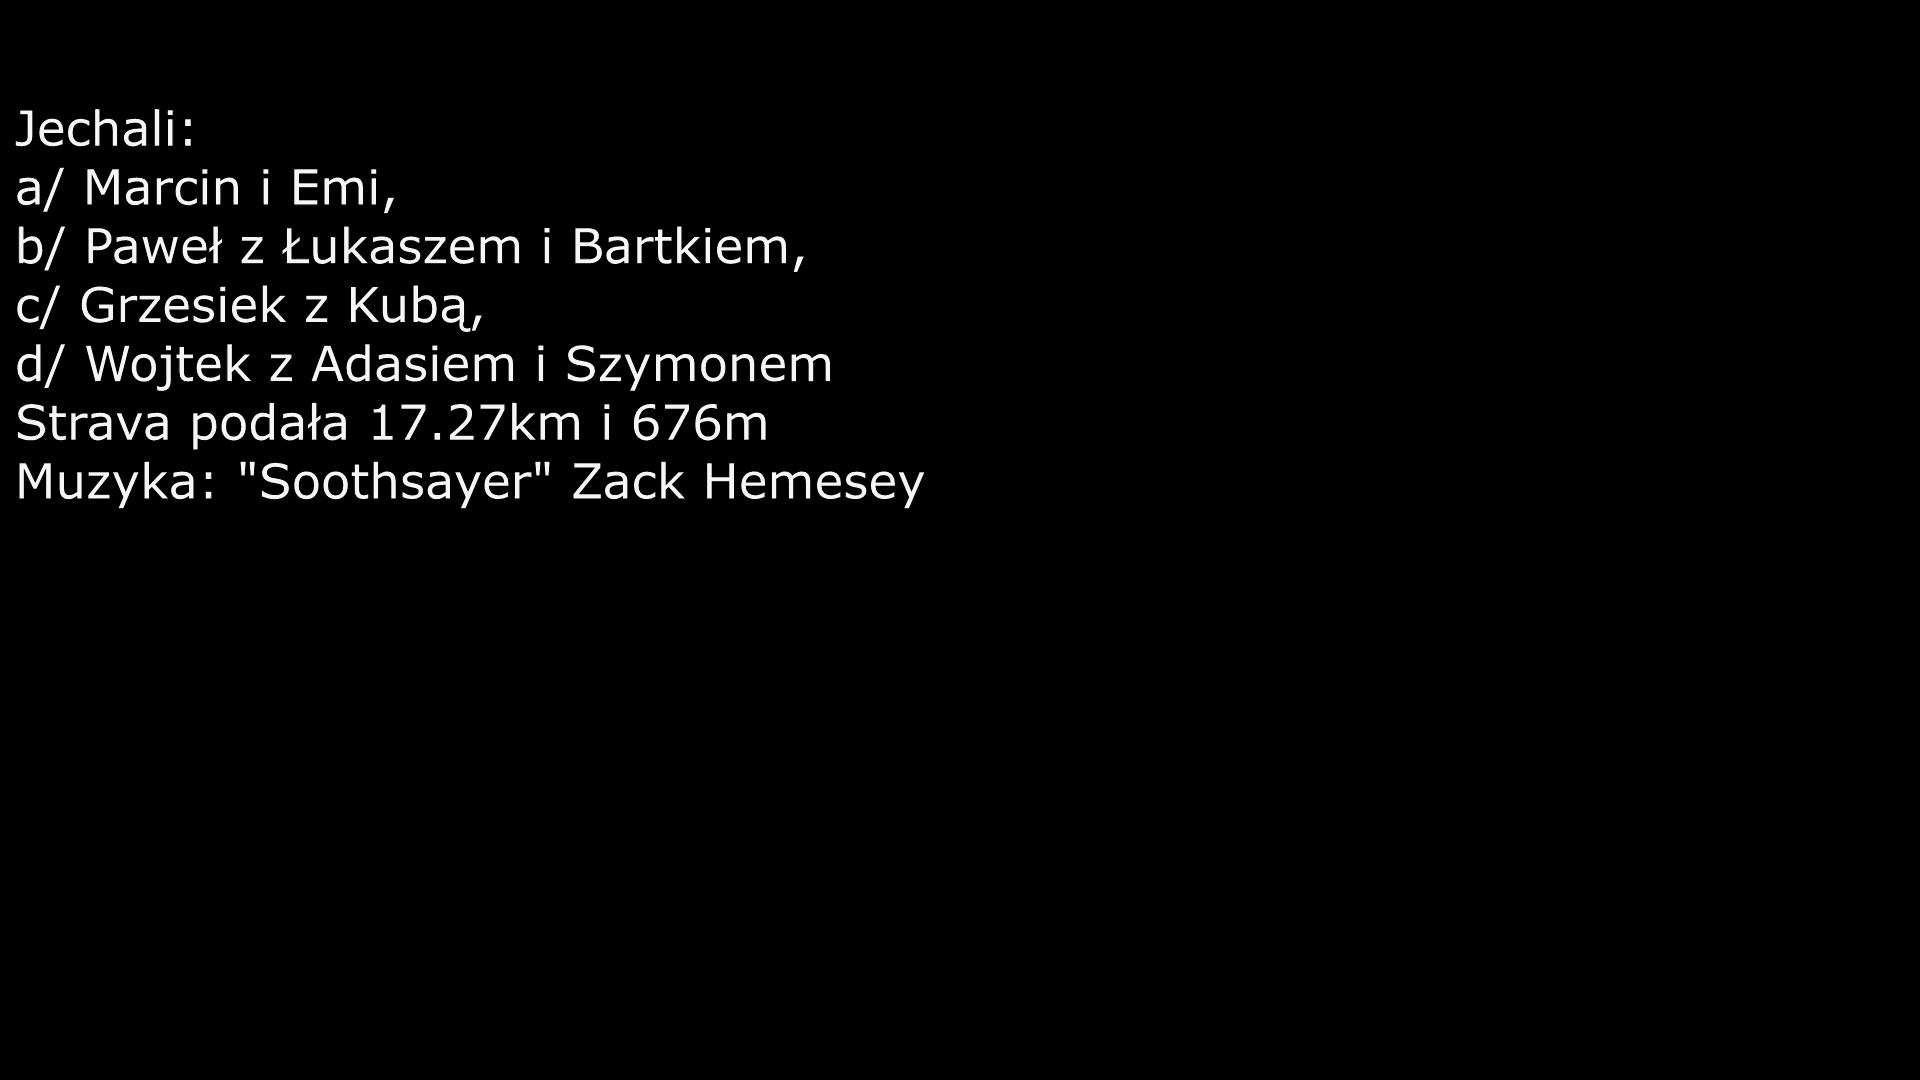 Jechali:
a/ Marcin i Emi,
b/ Paweł z Łukaszem i Bartkiem,
c/ Grzesiek z Kubą,
d/ Wojtek z Adasiem i Szymonem
Strava podała 17.27km i 676m
Muzyka: "Soothsayer" Zack Hemesey